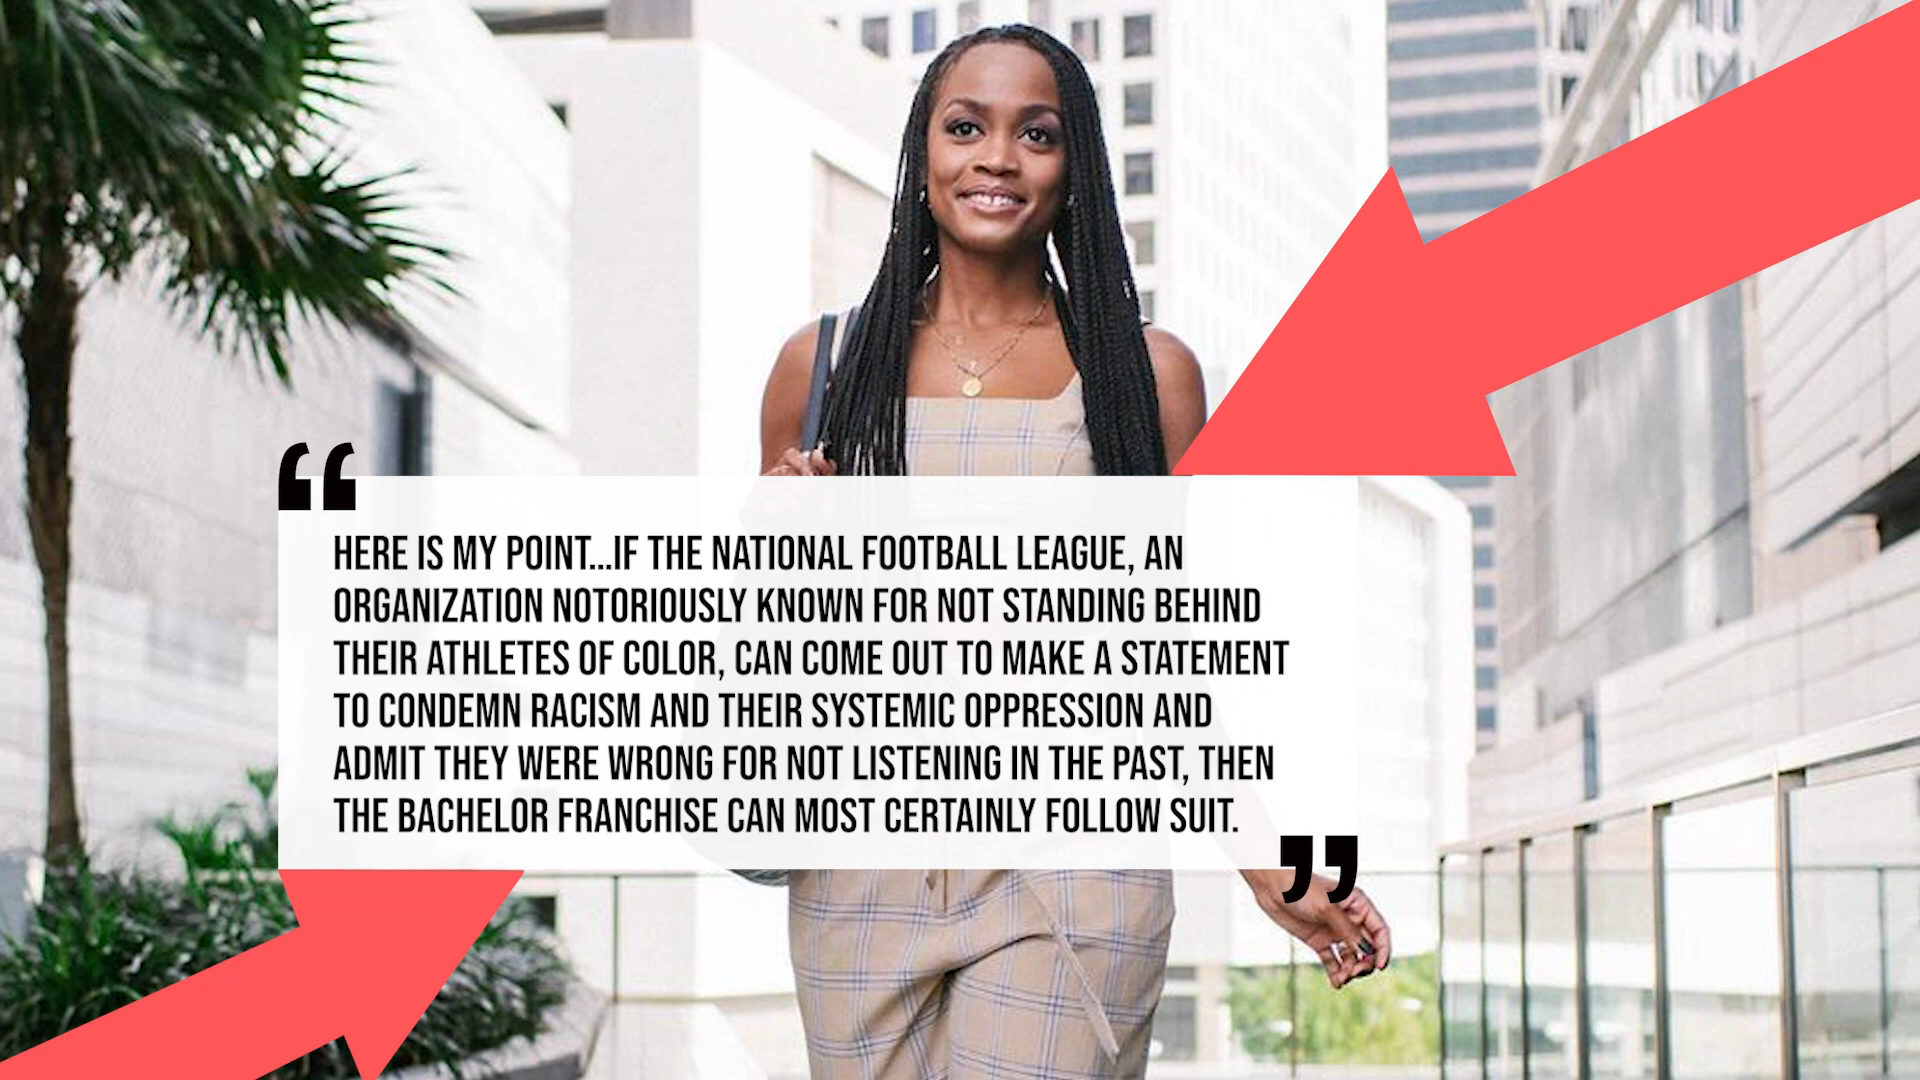 “
HERE IS MY POINT...IF THE NATIONAL FOOTBALL LEAGUE, AN
ORGANIZATION NOTORIOUSLY KNOWN FOR NOT STANDING BEHIND
THEIR ATHLETES OF COLOR, CAN COME OUT TO MAKE A STATEMENT
TO CONDEMN RACISM AND THEIR SYSTEMIC OPPRESSION AND
ADMIT THEY WERE WRONG FOR NOT LISTENING IN THE PAST, THEN
THE BACHELOR FRANCHISE CAN MOST CERTAINLY FOLLOW SUIT.
”